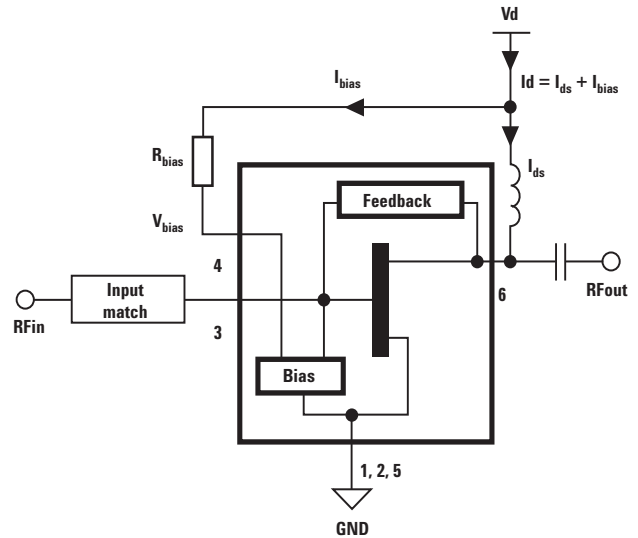 Vd
Id = Ids + Ibias
Ibias
Rbias
Ids
Vbias
Feedback
4
Input
match
6
RFin
RFout
3
Bias
1, 2, 5
GND